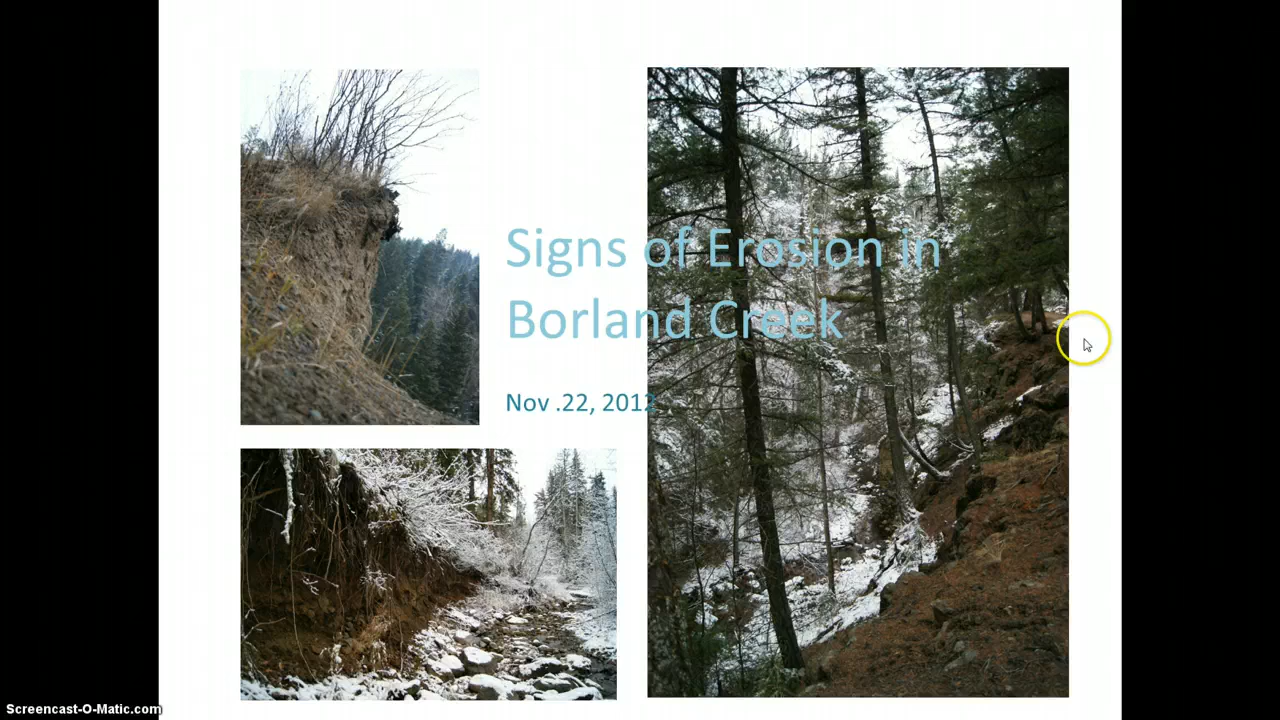 Signs of Erosion in
Borland Creek
Nov .22, 2012
Screencast-O-Matic.com